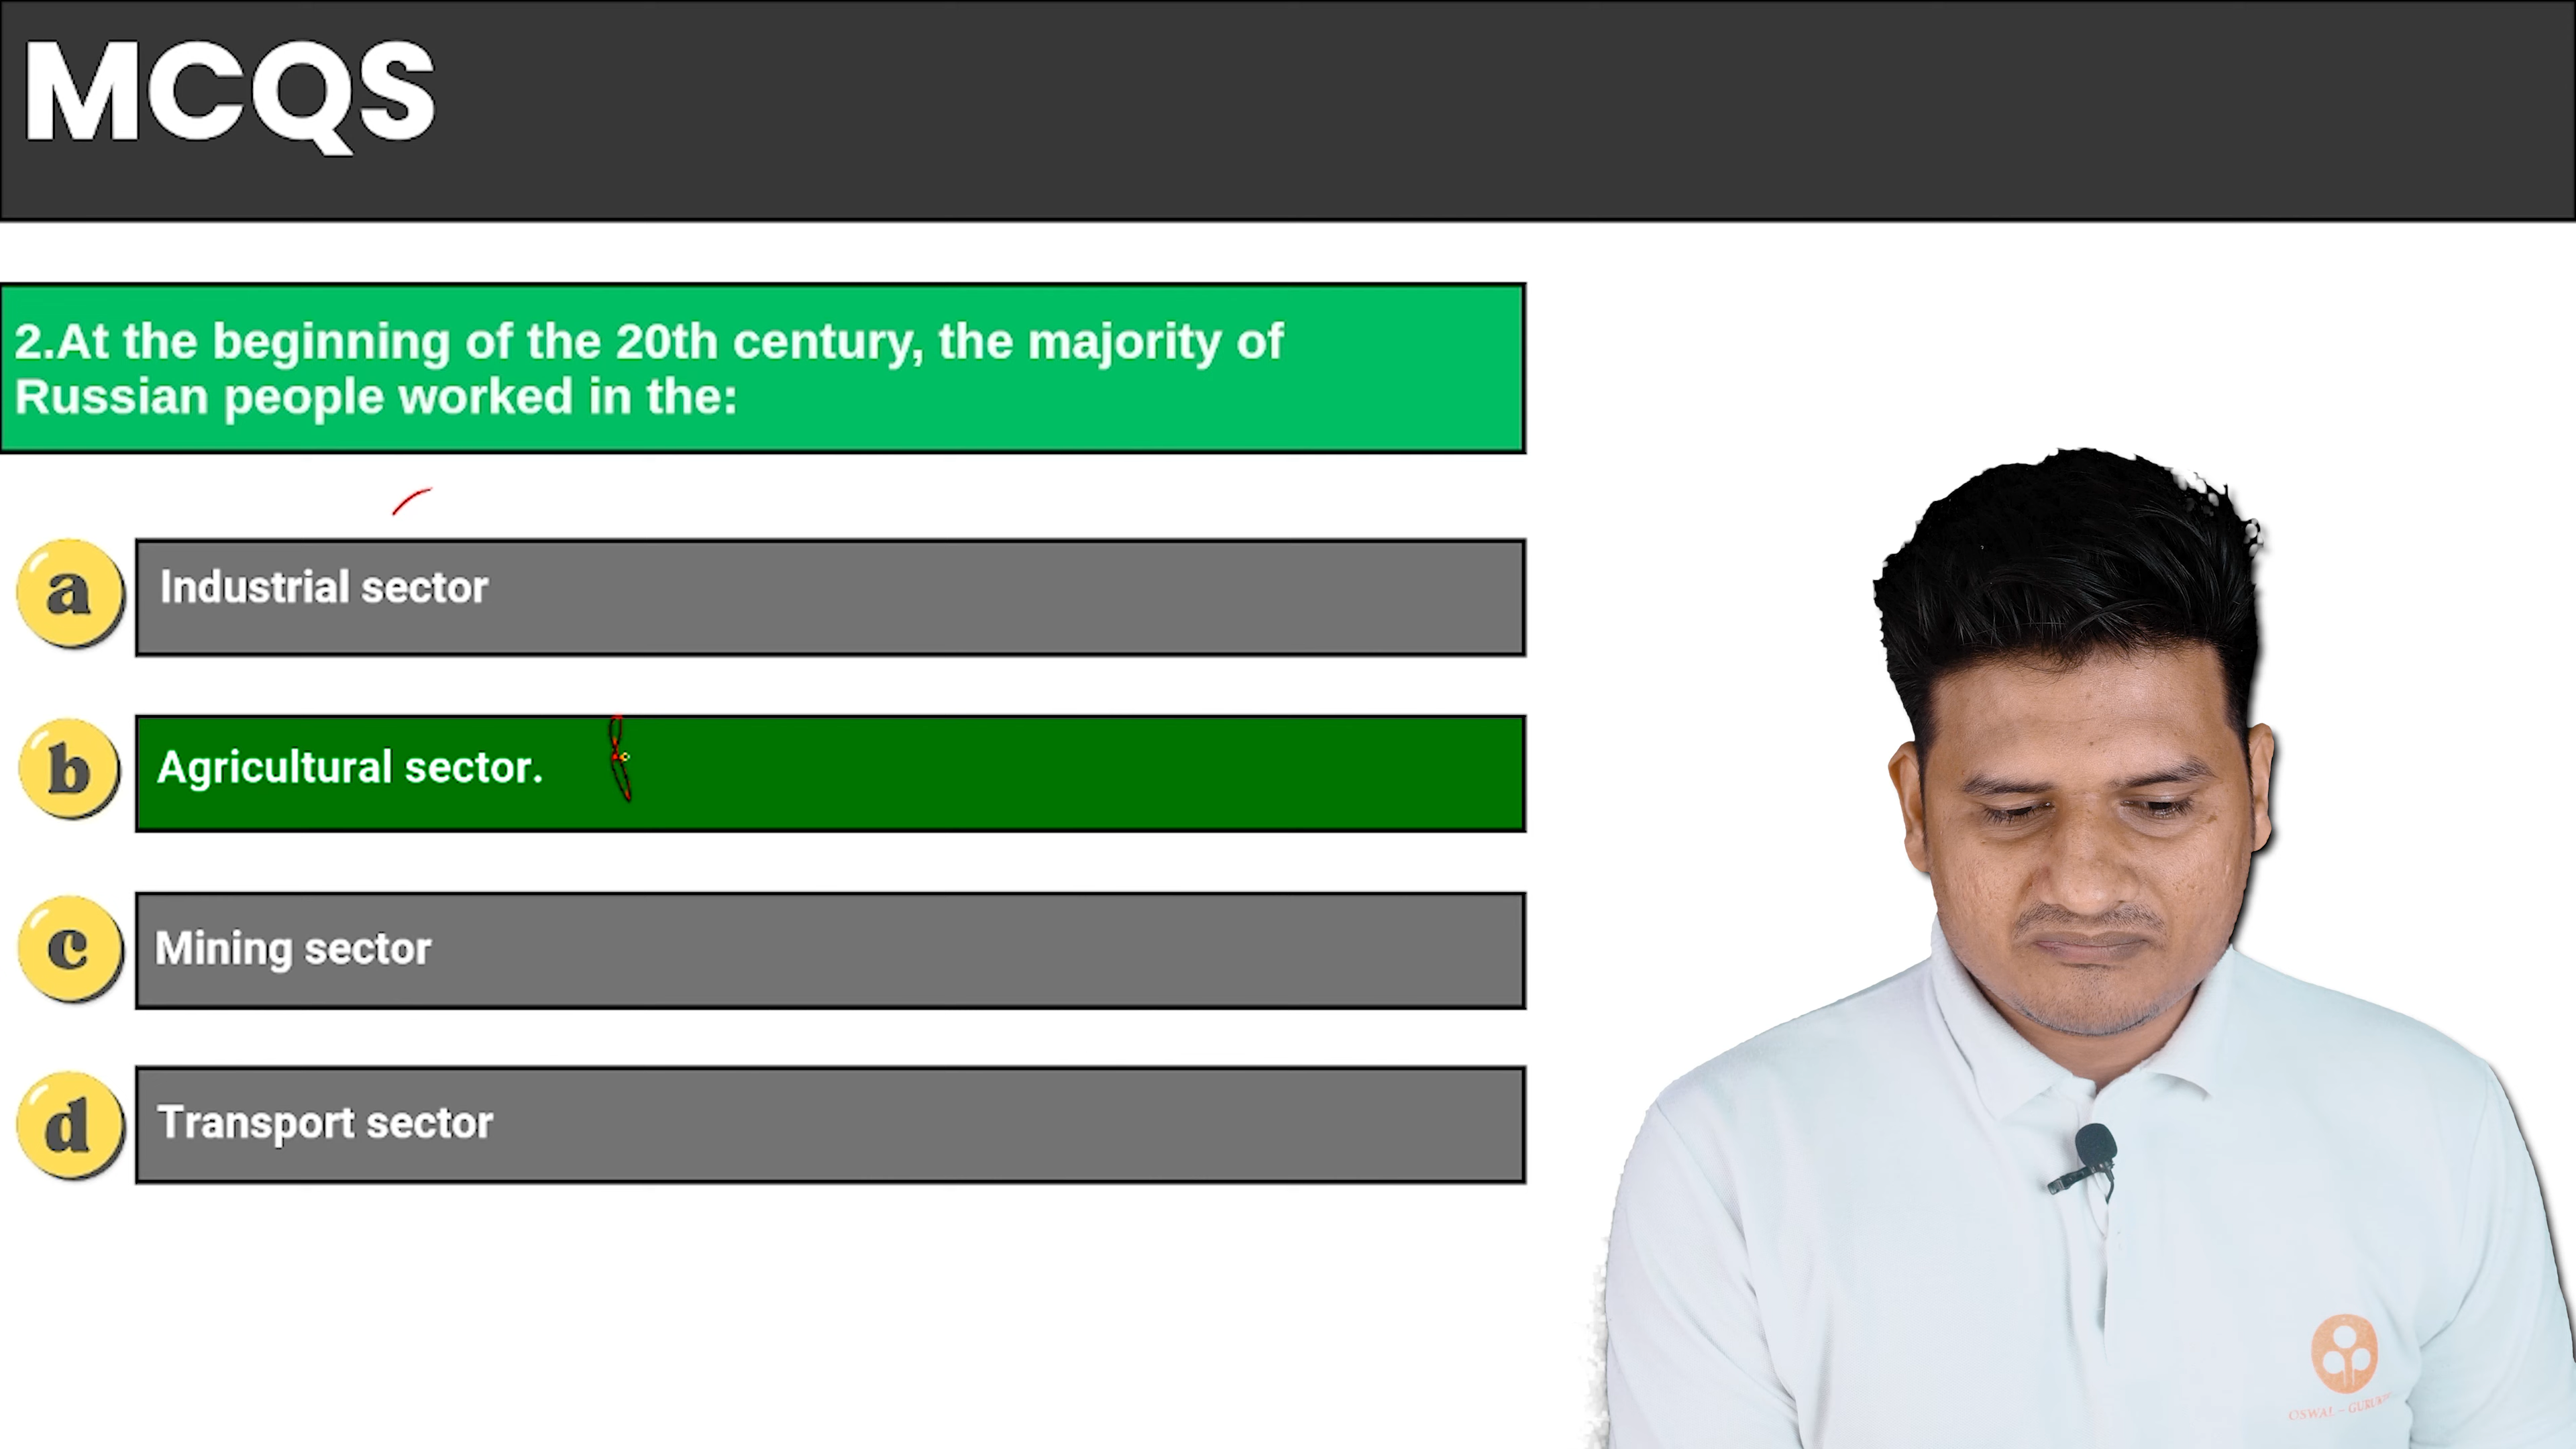 MCQS
2.At the beginning of the 20th century, the majority of
Russian people worked in the:
a
Industrial sector
b
Agricultural sector.
c
Mining sector
d
Transport sector